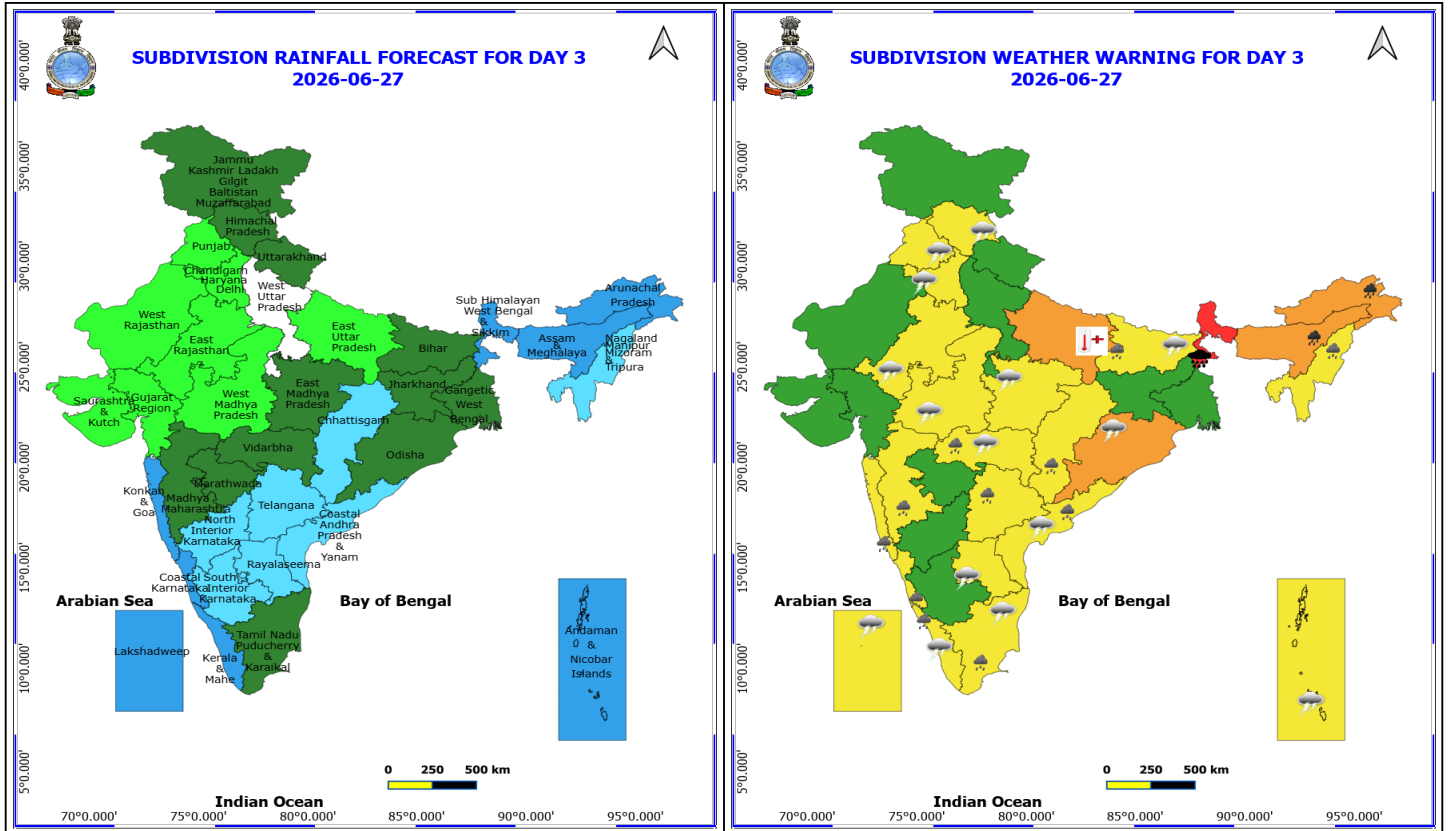 SUBDIVISION RAINFALL FORECAST FOR DAY 3
2026-06-27
40°0.000'
35°0.000'
30°0.000'
25°0.000'
20°0.000'
15°0.000'
10°0.000'
5°0.000'
Jammu
Kashmir Ladakh
Gilgit
Baltistan
Muzaffarabad
Himachal
Pradesh
Punjab
Uttarakhand
Chandigarh
Haryana
Delhi
West
Uttar
Pradesh
West
Rajasthan
East
Rajasthan
East
Uttar
Pradesh
Bihar
Sub Himalayan
West Bengal
&
Sikkim
Arunachal
Pradesh
Assam
&
Meghalaya
Nagaland
Manipur
Mizoram
&
Tripura
Saurashtra
&
Kutch
Gujarat
Region
West
Madhya
Pradesh
East
Madhya
Pradesh
Jharkhand
Gangetic
West
Bengal
Chhattisgarh
Odisha
Vidarbha
Marathwada
Madhya
Maharashtra
Konkan
&
Goa
Telangana
North
Interior
Karnataka
Coastal
Andhra
Pradesh
&
Yanam
Rayalaseema
Coastal
Karnataka
South
Interior
Karnataka
Arabian Sea
Bay of Bengal
Lakshadweep
Kerala
&
Mahe
Tamil Nadu
Puducherry
&
Karaikal
Andaman
&
Nicobar
Islands
0 250 500 km
Indian Ocean
70°0.000' 75°0.000' 80°0.000' 85°0.000' 90°0.000' 95°0.000'
SUBDIVISION WEATHER WARNING FOR DAY 3
2026-06-27
40°0.000'
35°0.000'
30°0.000'
25°0.000'
20°0.000'
15°0.000'
10°0.000'
5°0.000'
Arabian Sea
Bay of Bengal
0 250 500 km
Indian Ocean
70°0.000' 75°0.000' 80°0.000' 85°0.000' 90°0.000' 95°0.000'